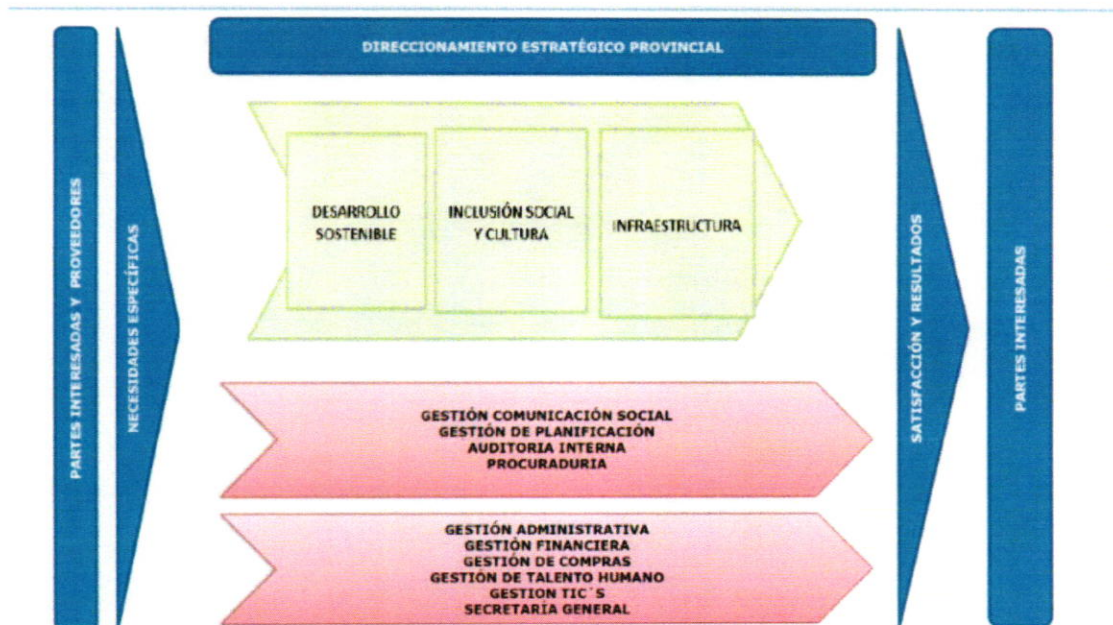 DIRECCIONAMIENTO ESTRATÉGICO PROVINCIAL
PARTES INTERESADAS Y PROVEEDORES
NECESIDADES ESPECÍFICAS
DESARROLLO
SOSTENIBLE
INCLUSIÓN SOCIAL
Y CULTURA
INFRAESTRUCTURA
GESTIÓN COMUNICACIÓN SOCIAL
GESTIÓN DE PLANIFICACIÓN
AUDITORIA INTERNA
PROCURADURIA
GESTIÓN ADMINISTRATIVA
GESTIÓN FINANCIERA
GESTIÓN DE COMPRAS
GESTIÓN DE TALENTO HUMANO
GESTION TIC´S
SECRETARÍA GENERAL
SATISFACCIÓN Y RESULTADOS
PARTES INTERESADAS